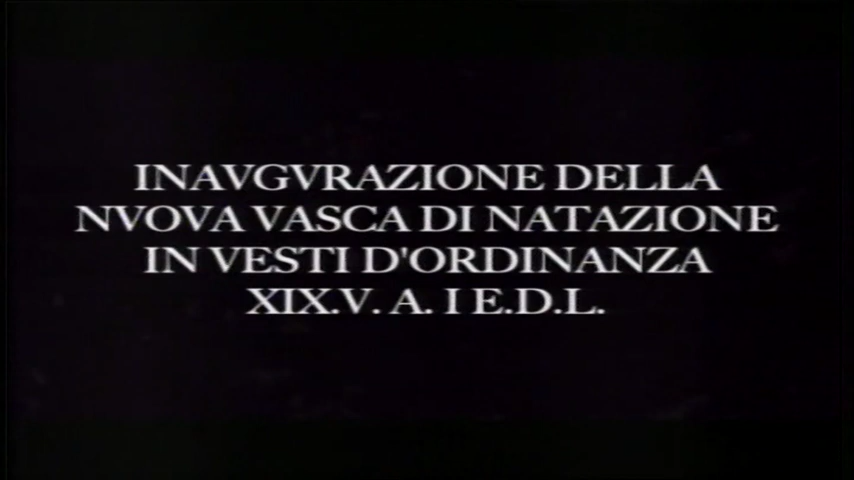 INAVGVRAZIONE DELLA
NVOVA VASCA DI NATAZIONE
IN VESTI D'ORDINANZA
XIX.V. A. I E.D.L.